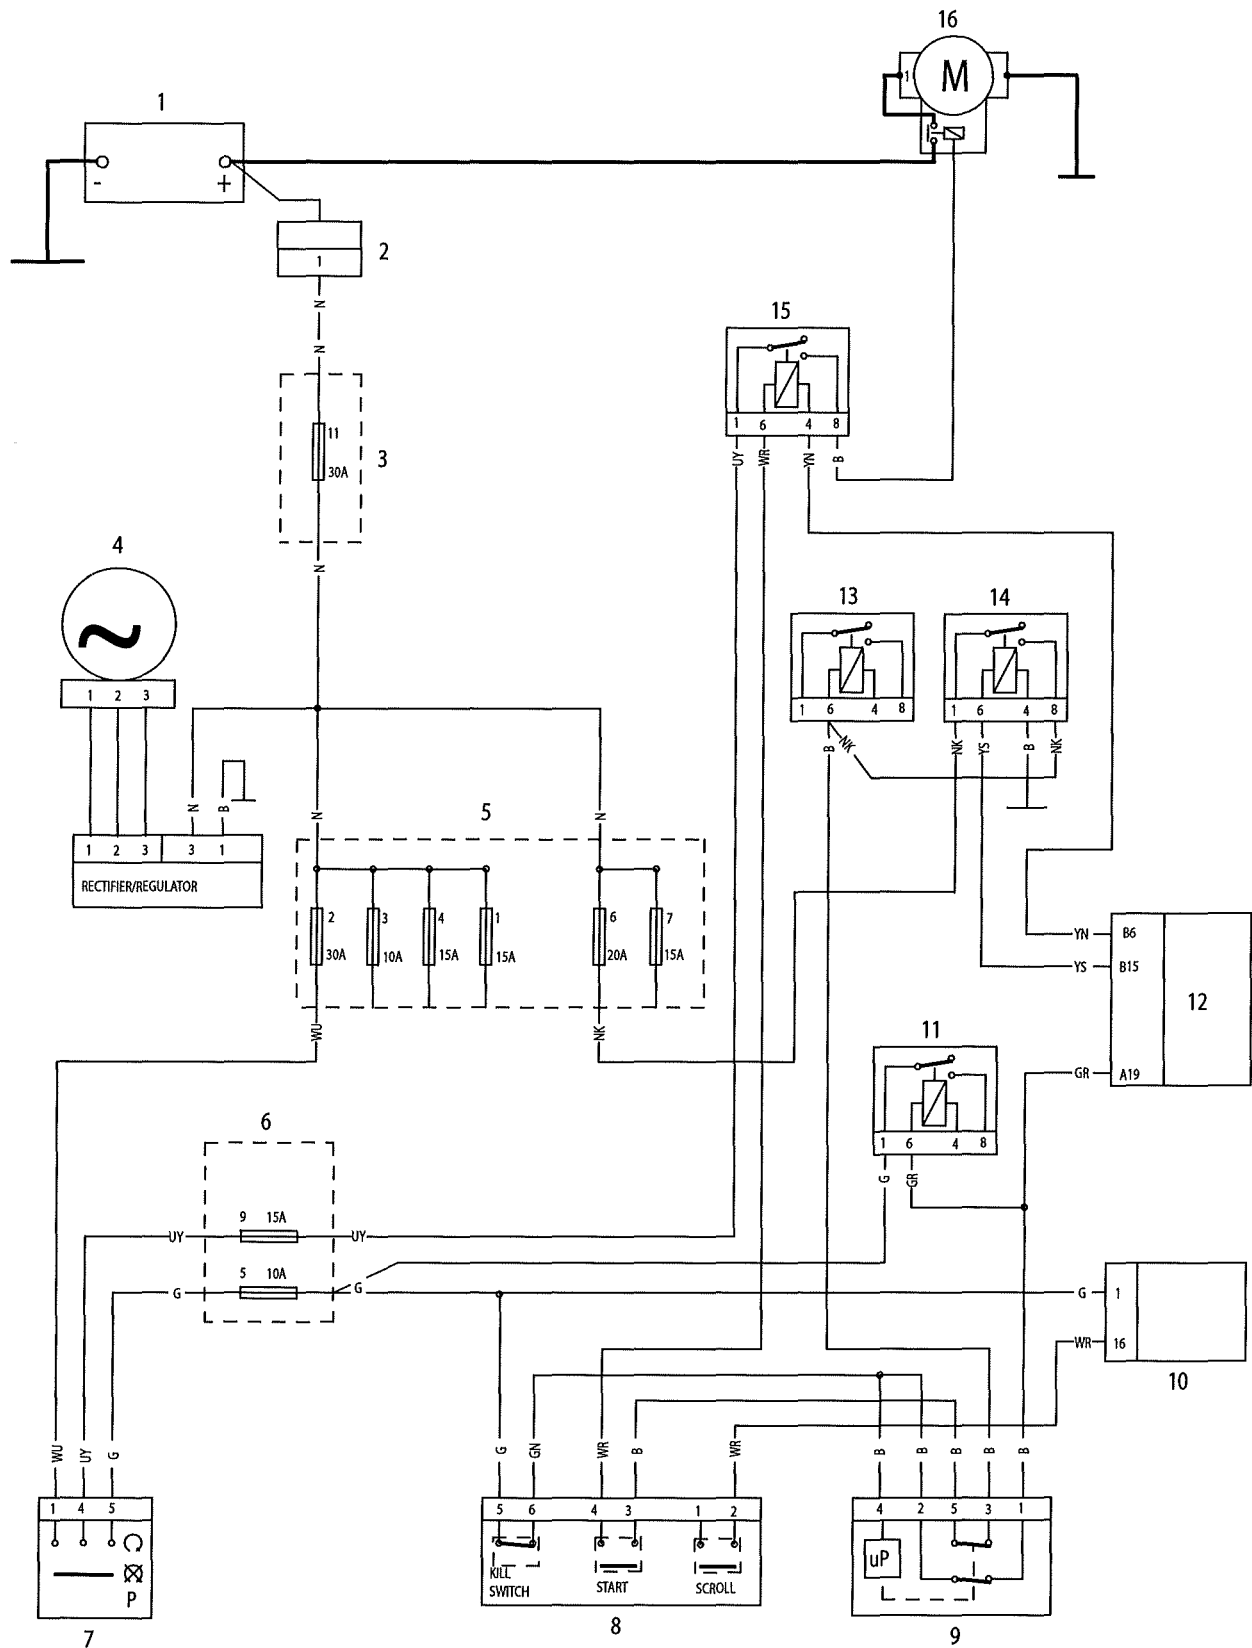 16
1 M
1
- +
2
1
N
N
15
11
30A
3
1 6 4 8
UY WR YN B
N
4
13 14
1 2 3
1 6 4 8
1 6 4 8
B NK
NK YS B NK
N B
N N
5
1 2 3 3 1
RECTIFIER/REGULATOR
2 3 4 1 6 7
30A 10A 15A 15A 20A 15A
YN B6
YS B15
12
WU NK
11
GR A19
6
1 6 4 8
G GR
9 15A
UY UY
5 10A
G G
G 1
WR 16
10
WU UY G
G GN WR B WR
B B B B B
1 4 5
5 6 4 3 1 2
4 2 5 3 1
P
KILL
SWITCH
START
SCROLL
uP
7
8
9